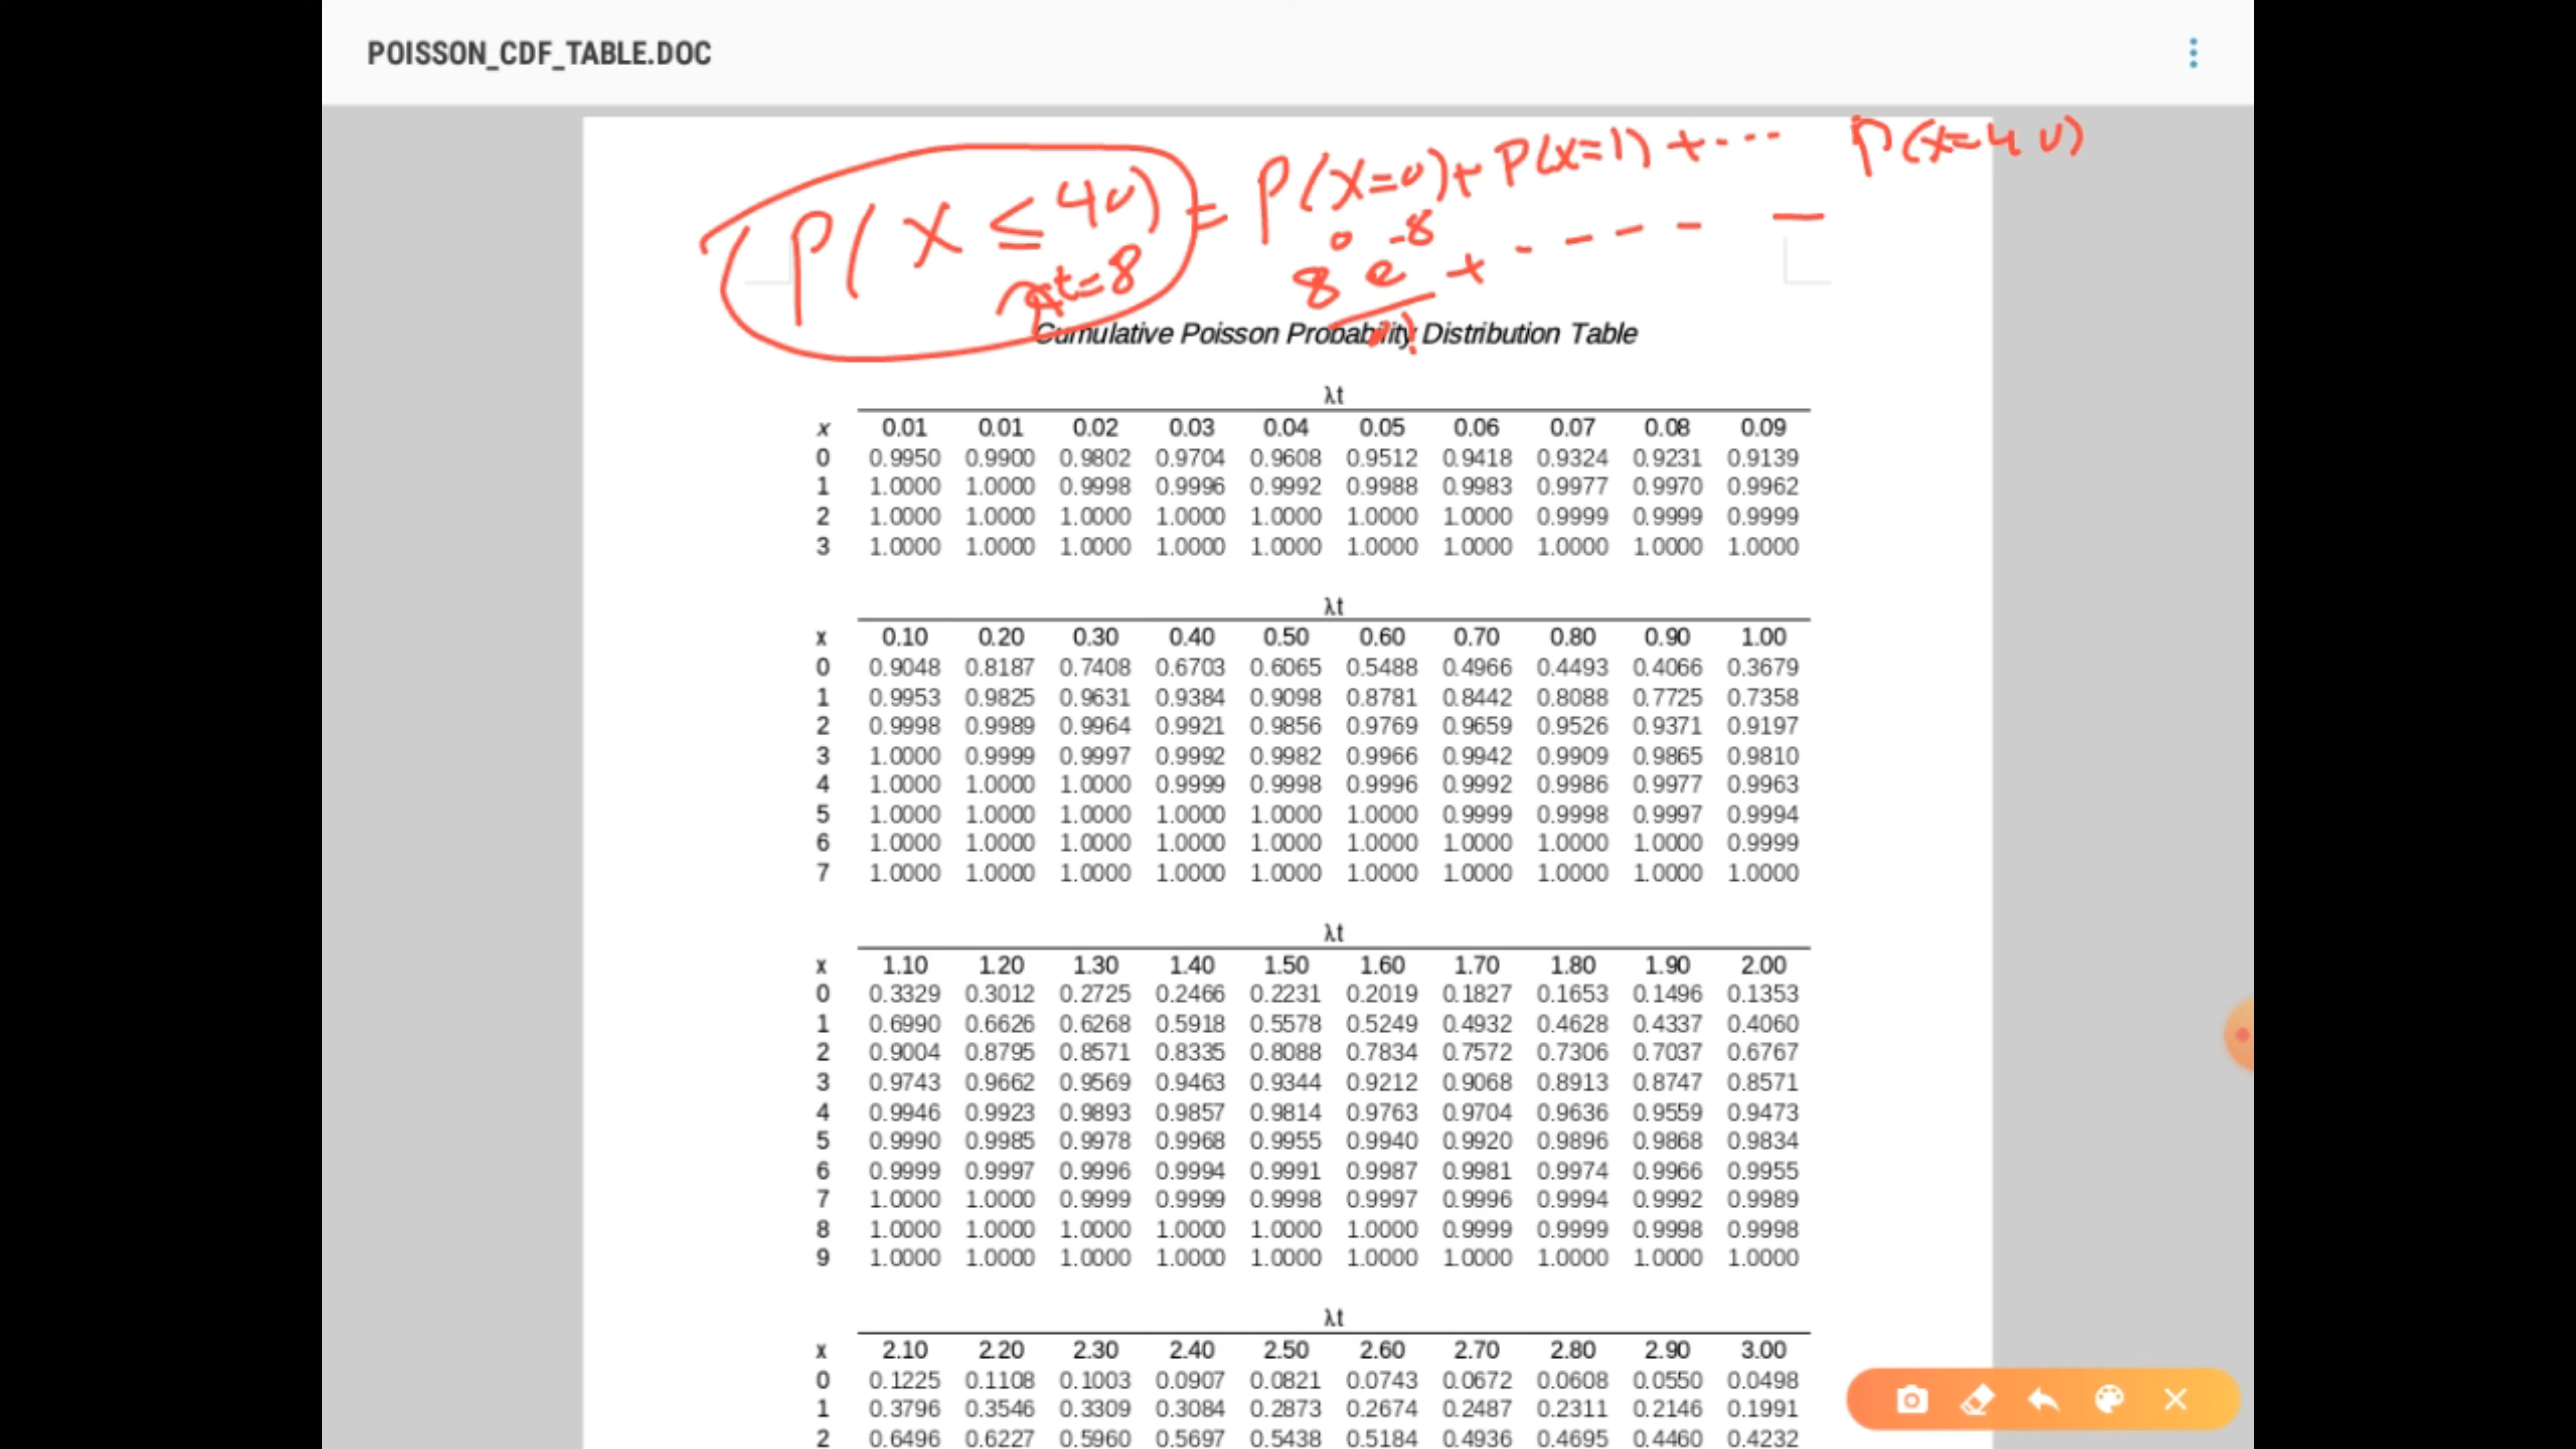 POISSON_CDF_TABLE.DOC
P(X ≤ 40) = P(X=0) + P(X=1) + --- P(X=40)
λt=8
8^0 e^-8 + - - - - -
0!
Cumulative Poisson Probability Distribution Table
λt
x 0.01 0.01 0.02 0.03 0.04 0.05 0.06 0.07 0.08 0.09
0 0.9950 0.9900 0.9802 0.9704 0.9608 0.9512 0.9418 0.9324 0.9231 0.9139
1 1.0000 1.0000 0.9998 0.9996 0.9992 0.9988 0.9983 0.9977 0.9970 0.9962
2 1.0000 1.0000 1.0000 1.0000 1.0000 1.0000 1.0000 0.9999 0.9999 0.9999
3 1.0000 1.0000 1.0000 1.0000 1.0000 1.0000 1.0000 1.0000 1.0000 1.0000
λt
x 0.10 0.20 0.30 0.40 0.50 0.60 0.70 0.80 0.90 1.00
0 0.9048 0.8187 0.7408 0.6703 0.6065 0.5488 0.4966 0.4493 0.4066 0.3679
1 0.9953 0.9825 0.9631 0.9384 0.9098 0.8781 0.8442 0.8088 0.7725 0.7358
2 0.9998 0.9989 0.9964 0.9921 0.9856 0.9769 0.9659 0.9526 0.9371 0.9197
3 1.0000 0.9999 0.9997 0.9992 0.9982 0.9966 0.9942 0.9909 0.9865 0.9810
4 1.0000 1.0000 1.0000 0.9999 0.9998 0.9996 0.9992 0.9986 0.9977 0.9963
5 1.0000 1.0000 1.0000 1.0000 1.0000 1.0000 0.9999 0.9998 0.9997 0.9994
6 1.0000 1.0000 1.0000 1.0000 1.0000 1.0000 1.0000 1.0000 1.0000 0.9999
7 1.0000 1.0000 1.0000 1.0000 1.0000 1.0000 1.0000 1.0000 1.0000 1.0000
λt
x 1.10 1.20 1.30 1.40 1.50 1.60 1.70 1.80 1.90 2.00
0 0.3329 0.3012 0.2725 0.2466 0.2231 0.2019 0.1827 0.1653 0.1496 0.1353
1 0.6990 0.6626 0.6268 0.5918 0.5578 0.5249 0.4932 0.4628 0.4337 0.4060
2 0.9004 0.8795 0.8571 0.8335 0.8088 0.7834 0.7572 0.7306 0.7037 0.6767
3 0.9743 0.9662 0.9569 0.9463 0.9344 0.9212 0.9068 0.8913 0.8747 0.8571
4 0.9946 0.9923 0.9893 0.9857 0.9814 0.9763 0.9704 0.9636 0.9559 0.9473
5 0.9990 0.9985 0.9978 0.9968 0.9955 0.9940 0.9920 0.9896 0.9868 0.9834
6 0.9999 0.9997 0.9996 0.9994 0.9991 0.9987 0.9981 0.9974 0.9966 0.9955
7 1.0000 1.0000 0.9999 0.9999 0.9998 0.9997 0.9996 0.9994 0.9992 0.9989
8 1.0000 1.0000 1.0000 1.0000 1.0000 1.0000 0.9999 0.9999 0.9998 0.9998
9 1.0000 1.0000 1.0000 1.0000 1.0000 1.0000 1.0000 1.0000 1.0000 1.0000
λt
x 2.10 2.20 2.30 2.40 2.50 2.60 2.70 2.80 2.90 3.00
0 0.1225 0.1108 0.1003 0.0907 0.0821 0.0743 0.0672 0.0608 0.0550 0.0498
1 0.3796 0.3546 0.3309 0.3084 0.2873 0.2674 0.2487 0.2311 0.2146 0.1991
2 0.6496 0.6227 0.5960 0.5697 0.5438 0.5184 0.4936 0.4695 0.4460 0.4232